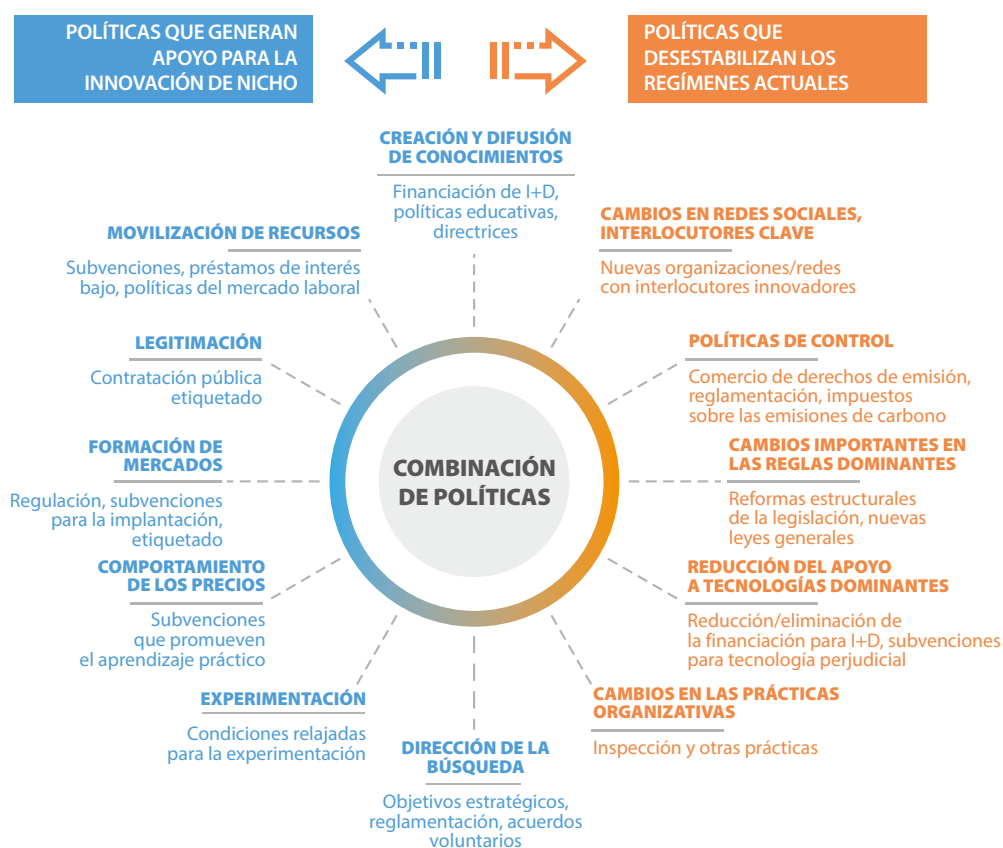 POLÍTICAS QUE GENERAN
APOYO PARA LA
INNOVACIÓN DE NICHO
POLÍTICAS QUE
DESESTABILIZAN LOS
REGÍMENES ACTUALES
CREACIÓN Y DIFUSIÓN
DE CONOCIMIENTOS
Financiación de I+D,
políticas educativas,
directrices
MOVILIZACIÓN DE RECURSOS
Subvenciones, préstamos de interés
bajo, políticas del mercado laboral
LEGITIMACIÓN
Contratación pública
etiquetado
FORMACIÓN DE
MERCADOS
Regulación, subvenciones
para la implantación,
etiquetado
COMPORTAMIENTO
DE LOS PRECIOS
Subvenciones
que promueven
el aprendizaje práctico
EXPERIMENTACIÓN
Condiciones relajadas
para la experimentación
DIRECCIÓN DE LA
BÚSQUEDA
Objetivos estratégicos,
reglamentación, acuerdos
voluntarios
COMBINACIÓN
DE POLÍTICAS
CAMBIOS EN REDES SOCIALES,
INTERLOCUTORES CLAVE
Nuevas organizaciones/redes
con interlocutores innovadores
POLÍTICAS DE CONTROL
Comercio de derechos de emisión,
reglamentación, impuestos
sobre las emisiones de carbono
CAMBIOS IMPORTANTES EN
LAS REGLAS DOMINANTES
Reformas estructurales
de la legislación, nuevas
leyes generales
REDUCCIÓN DEL APOYO
A TECNOLOGÍAS DOMINANTES
Reducción/eliminación de
la financiación para I+D, subvenciones
para tecnología perjudicial
CAMBIOS EN LAS PRÁCTICAS
ORGANIZATIVAS
Inspección y otras prácticas